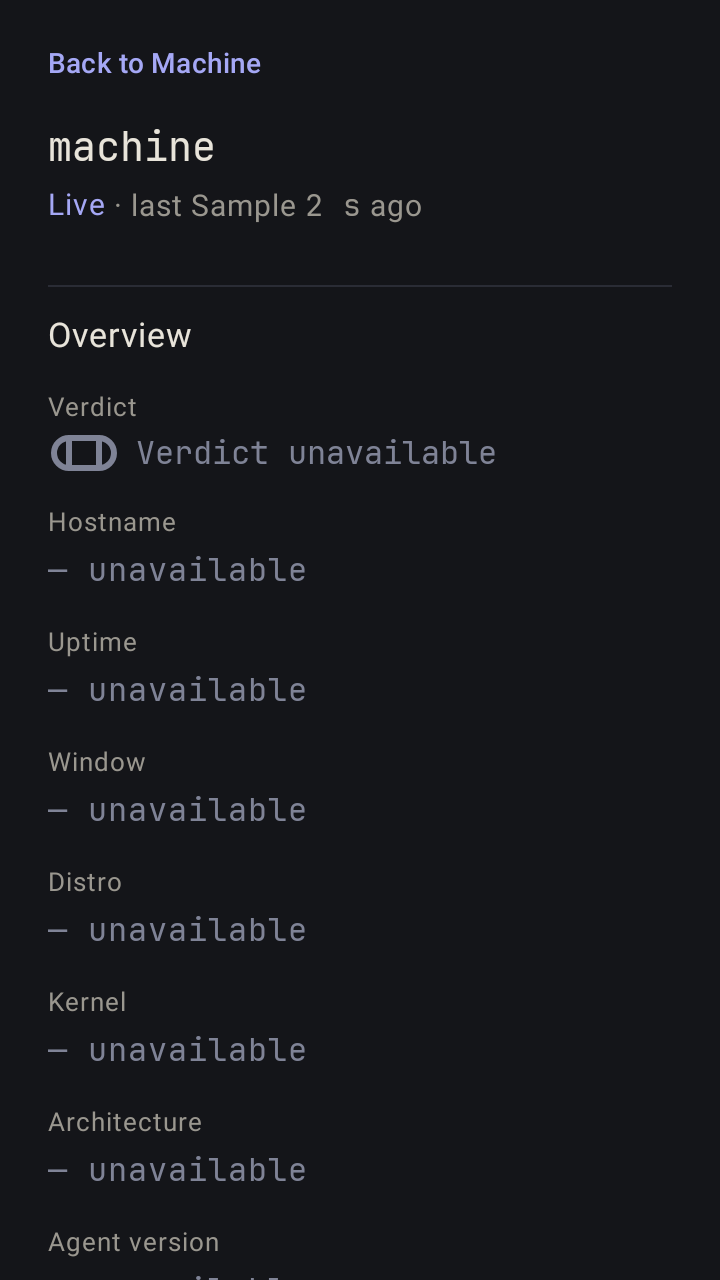 Back to Machine
machine
Live · last Sample 2 s ago
Overview
Verdict
Verdict unavailable
Hostname
— unavailable
Uptime
— unavailable
Window
— unavailable
Distro
— unavailable
Kernel
— unavailable
Architecture
— unavailable
Agent version